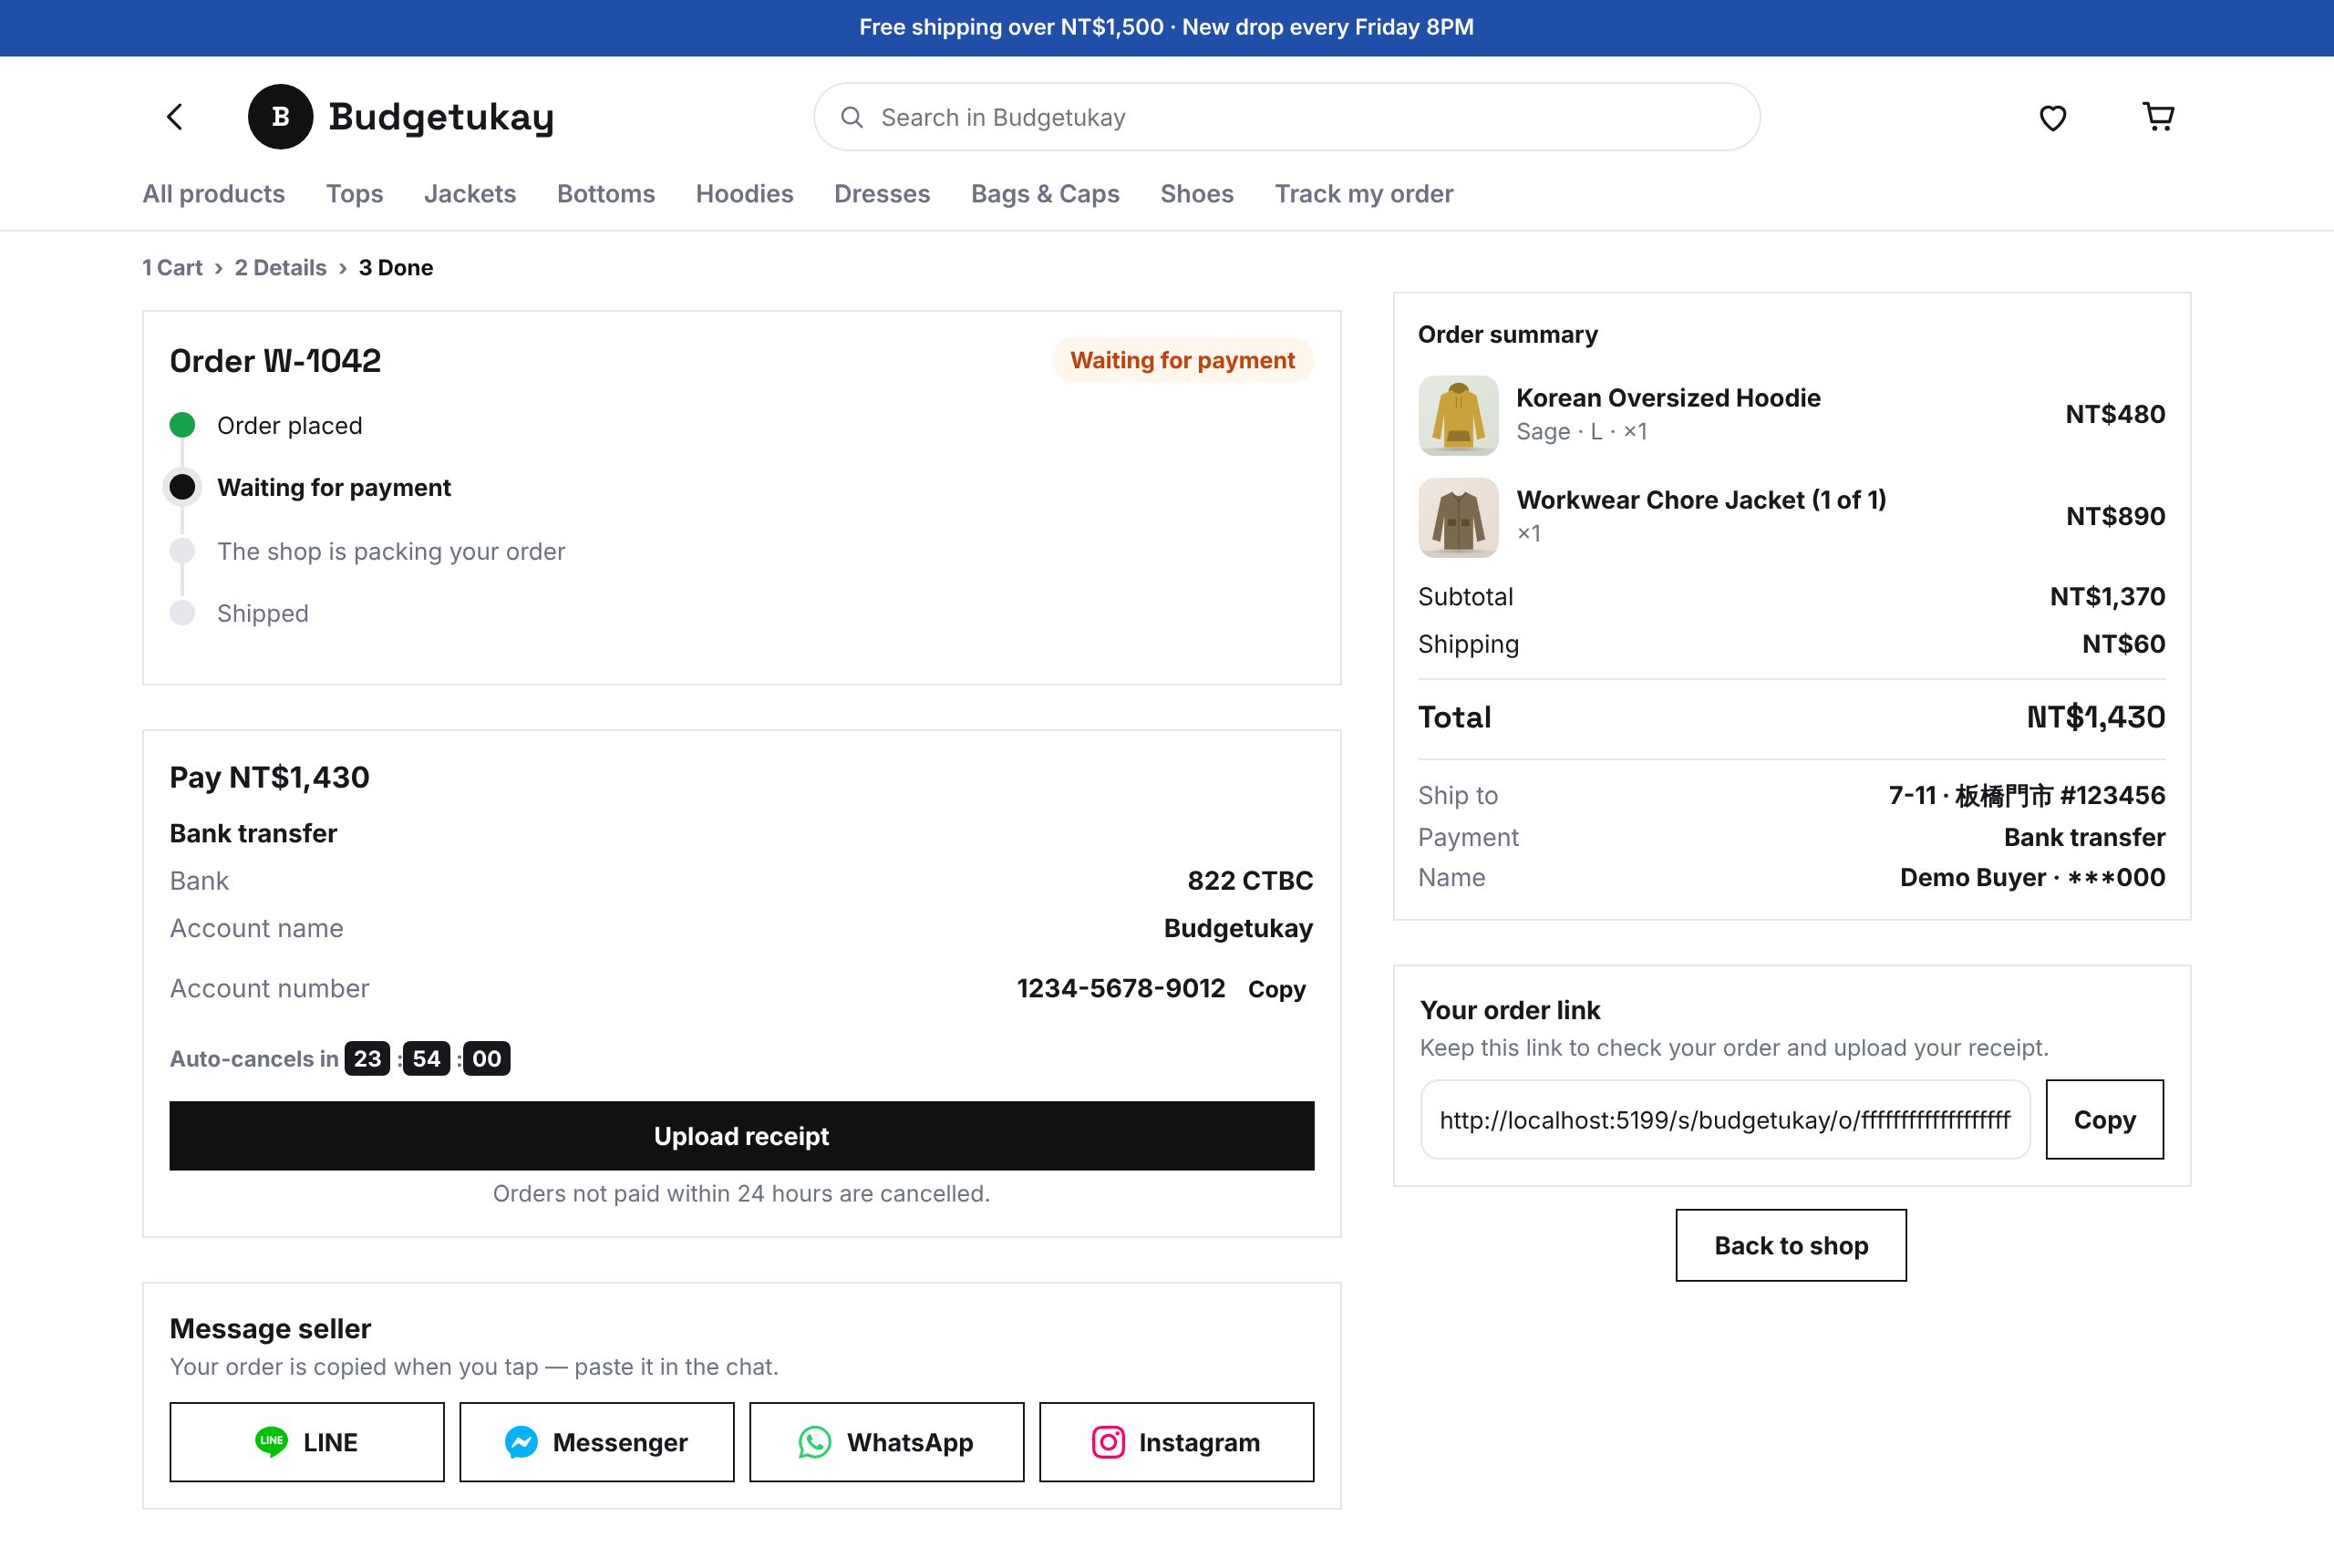 Free shipping over NT$1,500 · New drop every Friday 8PM
B Budgetukay
Search in Budgetukay
All products Tops Jackets Bottoms Hoodies Dresses Bags & Caps Shoes Track my order
1 Cart › 2 Details › 3 Done
Order W-1042
Waiting for payment
Order placed
Waiting for payment
The shop is packing your order
Shipped
Pay NT$1,430
Bank transfer
Bank 822 CTBC
Account name Budgetukay
Account number 1234-5678-9012 Copy
Auto-cancels in 23 : 54 : 00
Upload receipt
Orders not paid within 24 hours are cancelled.
Message seller
Your order is copied when you tap — paste it in the chat.
LINE LINE
Messenger
WhatsApp
Instagram
Order summary
Korean Oversized Hoodie
Sage · L · ×1
NT$480
Workwear Chore Jacket (1 of 1)
×1
NT$890
Subtotal NT$1,370
Shipping NT$60
Total NT$1,430
Ship to 7-11 · 板橋門市 #123456
Payment Bank transfer
Name Demo Buyer · ***000
Your order link
Keep this link to check your order and upload your receipt.
http://localhost:5199/s/budgetukay/o/fffffffffffffffffff
Copy
Back to shop